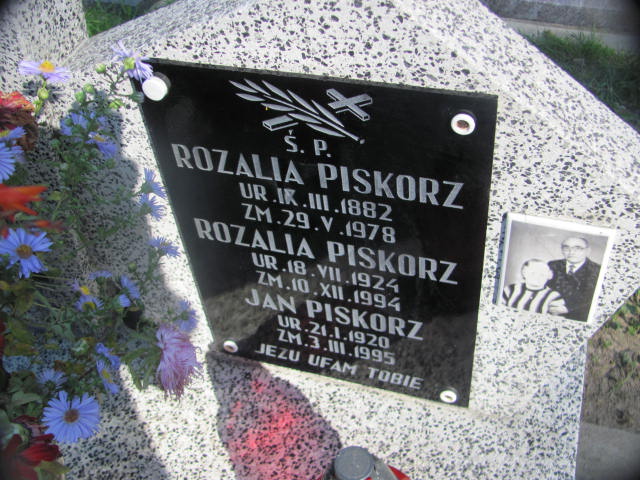 Ś. P.
ROZALIA PISKORZ
UR. IX. III. 1882
ZM. 29. V. 1978
ROZALIA PISKORZ
UR. 18. VII. 1924
ZM. 10. XII. 1994
JAN PISKORZ
UR. 21. I. 1920
ZM. 3. III. 1995
JEZU UFAM TOBIE